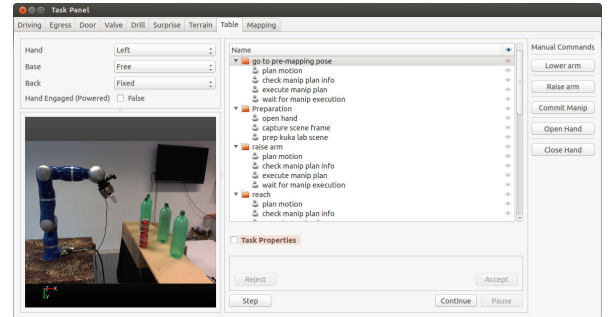 Task Panel
Driving Egress Door Valve Drill Surprise Terrain Table Mapping
Hand Left
Base Free
Back Fixed
Hand Engaged (Powered) False
Name
go to pre-mapping pose
plan motion
check manip plan info
execute manip plan
wait for manip execution
Preparation
open hand
capture scene frame
prep kuka lab scene
raise arm
plan motion
check manip plan info
execute manip plan
wait for manip execution
reach
plan motion
check manip plan info
Task Properties
Reject Accept
Step Continue Pause
Manual Commands
Lower arm
Raise arm
Commit Manip
Open Hand
Close Hand
Z X
Y